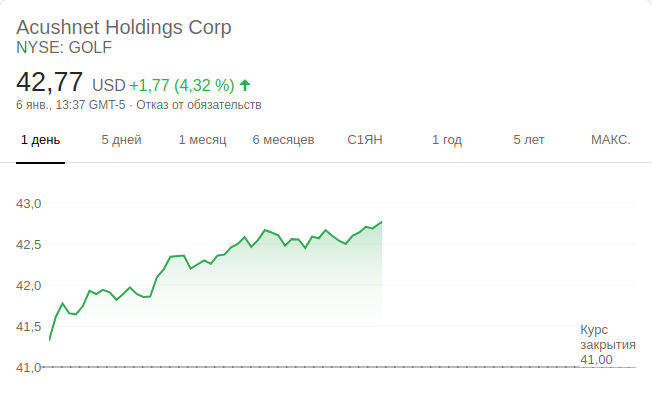 Acushnet Holdings Corp
NYSE: GOLF
42,77 USD +1,77 (4,32 %)
6 янв., 13:37 GMT-5 · Отказ от обязательств
1 день 5 дней 1 месяц 6 месяцев С1ЯН 1 год 5 лет МАКС.
43,0
42,5
42,0
41,5
Курс
закрытия
41,00
41,0